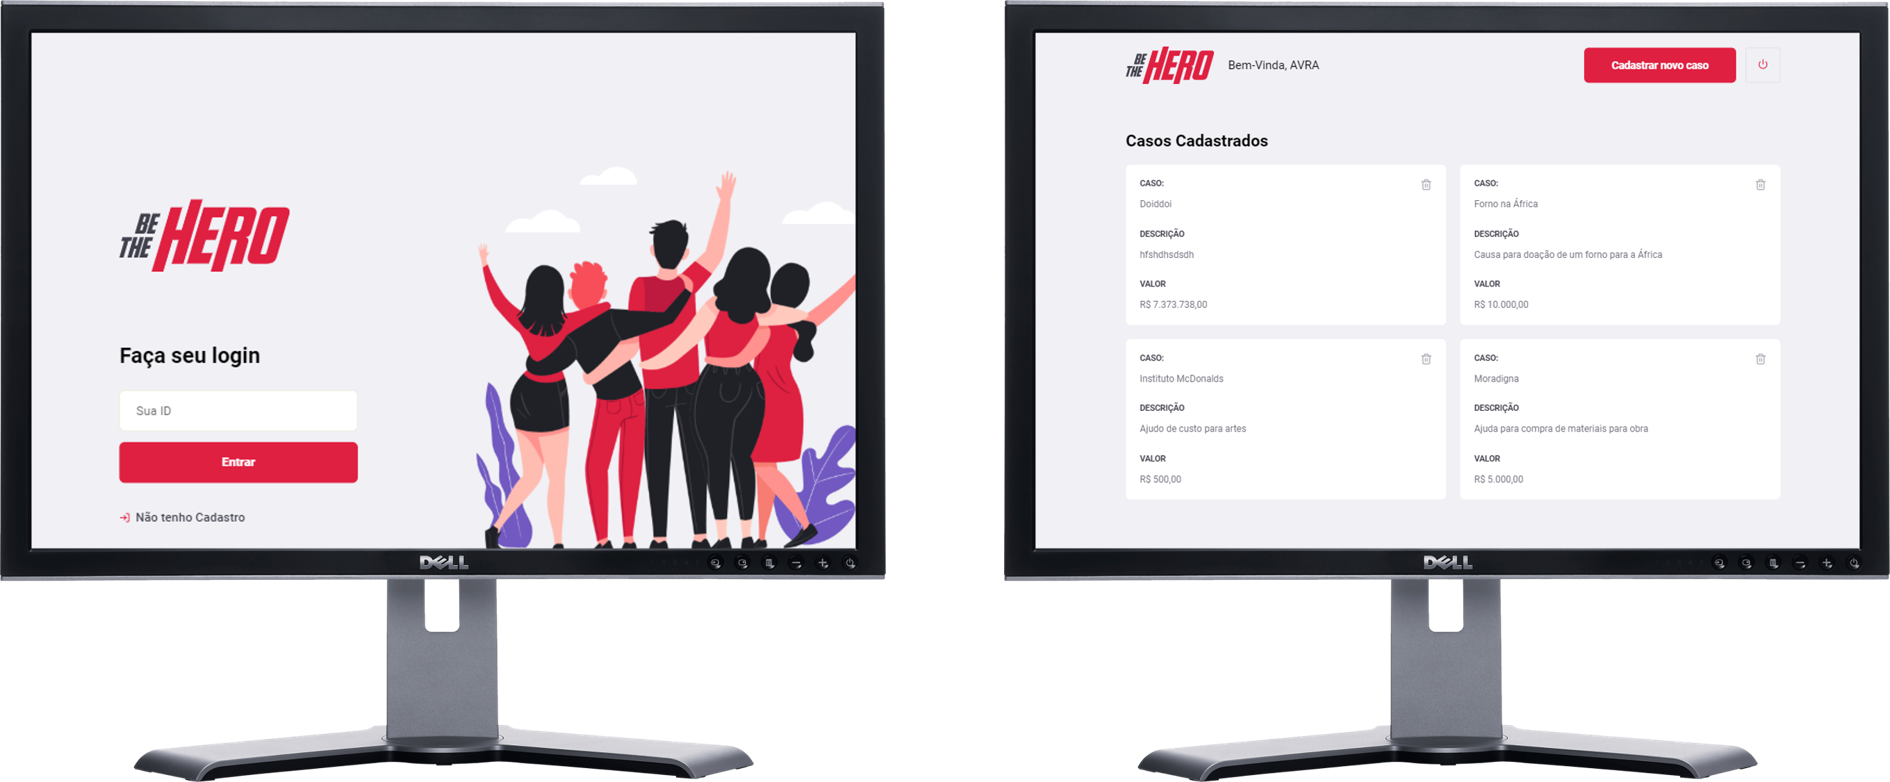 BE
THE HERO
Faça seu login
Sua ID
Entrar
Não tenho Cadastro
DELL
BE
THE HERO
Bem-Vinda, AVRA
Cadastrar novo caso
Casos Cadastrados
CASO:
Doiddoi
DESCRIÇÃO
hfshdhsdsdh
VALOR
R$ 7.373.738,00
CASO:
Forno na África
DESCRIÇÃO
Causa para doação de um forno para a África
VALOR
R$ 10.000,00
CASO:
Instituto McDonalds
DESCRIÇÃO
Ajudo de custo para artes
VALOR
R$ 500,00
CASO:
Moradigna
DESCRIÇÃO
Ajuda para compra de materiais para obra
VALOR
R$ 5.000,00
DELL